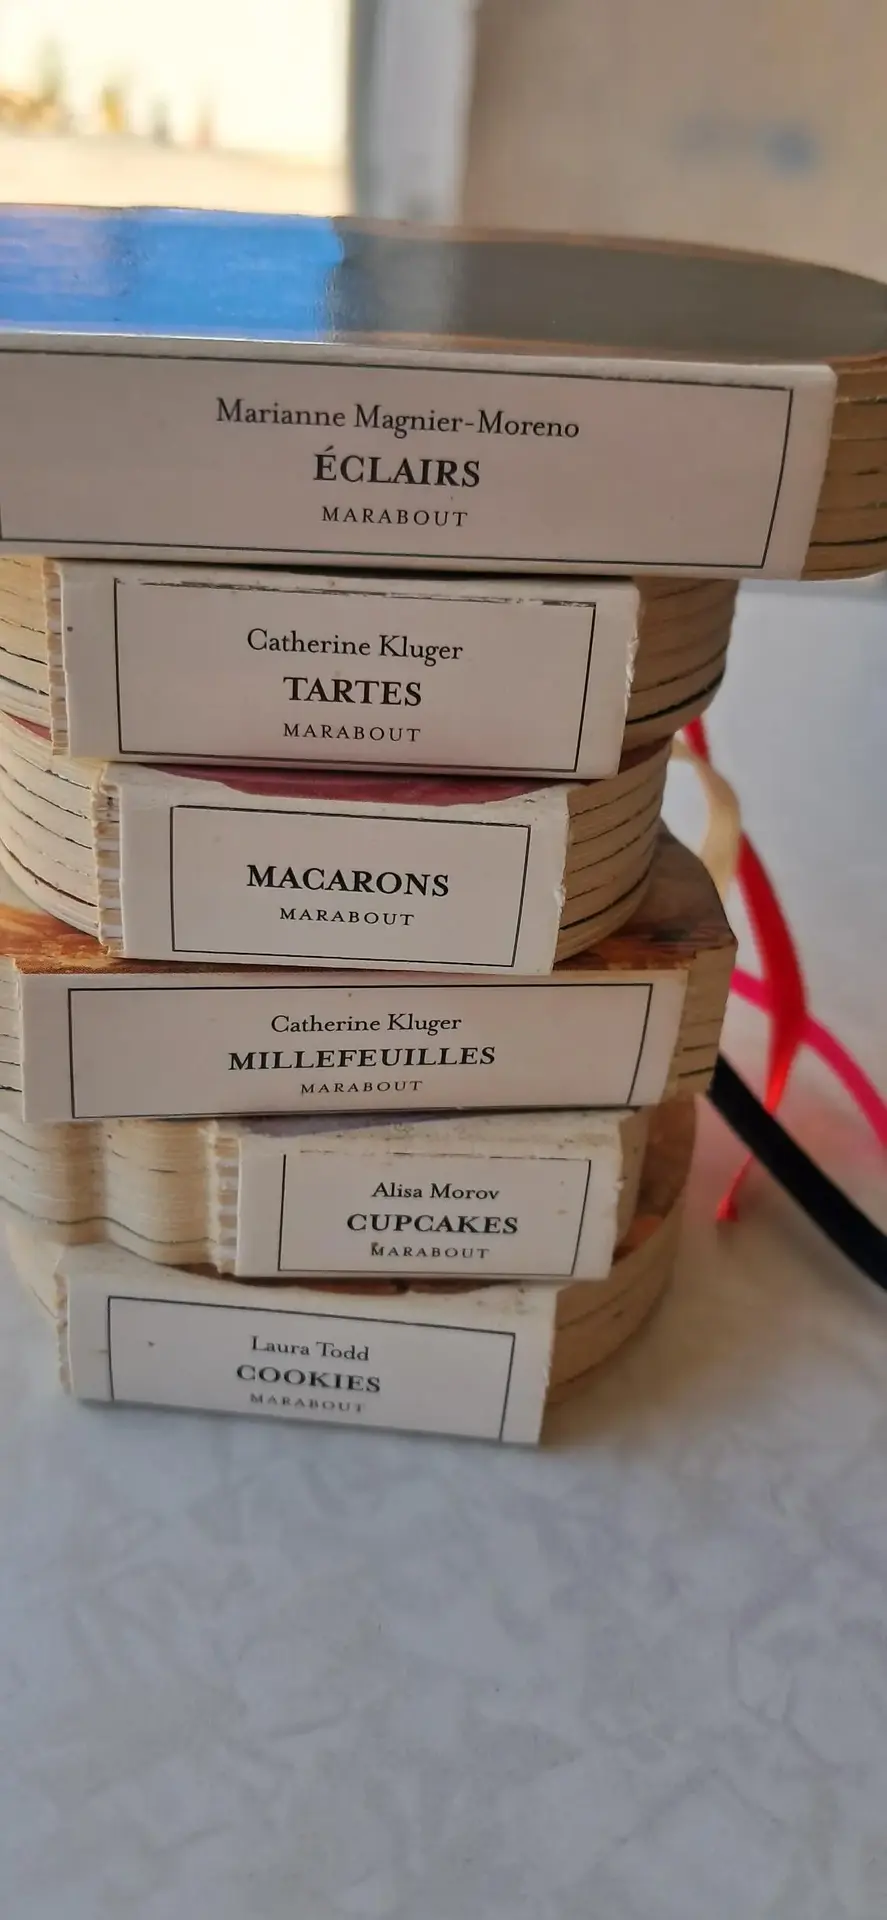 Marianne Magnier-Moreno
ÉCLAIRS
MARABOUT
Catherine Kluger
TARTES
MARABOUT
MACARONS
MARABOUT
Catherine Kluger
MILLEFEUILLES
MARABOUT
Alisa Morov
CUPCAKES
MARABOUT
Laura Todd
COOKIES
MARABOUT